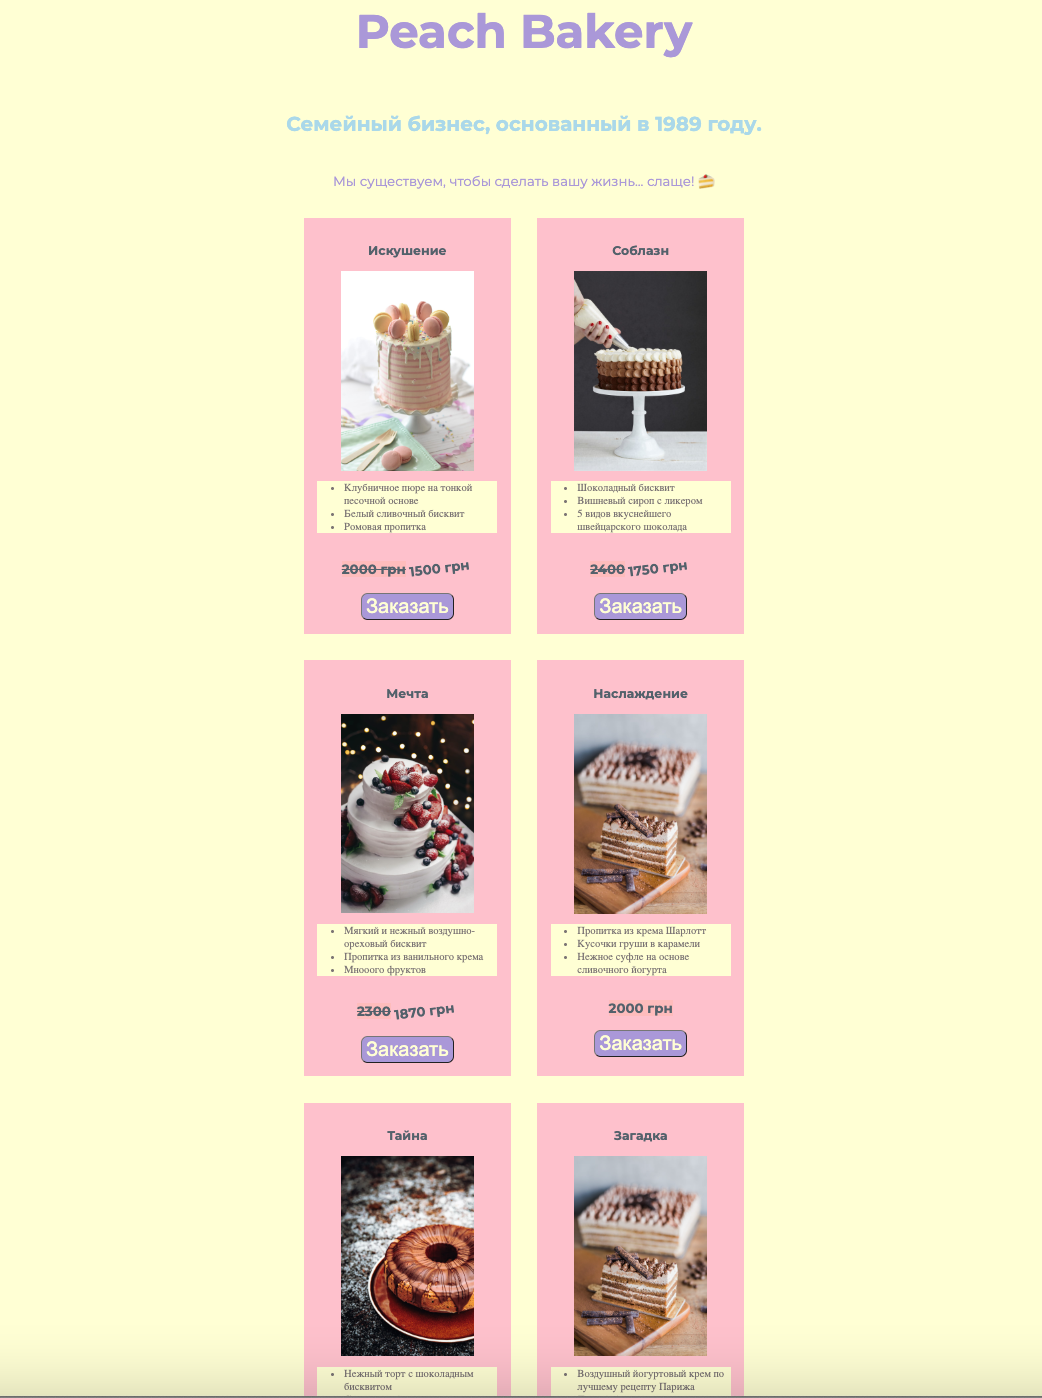 Peach Bakery
Семейный бизнес, основанный в 1989 году.
Мы существуем, чтобы сделать вашу жизнь... слаще! 🍰
Искушение
Клубничное пюре на тонкой
песочной основе
Белый сливочный бисквит
Ромовая пропитка
2000 грн 1500 грн
Заказать
Соблазн
Шоколадный бисквит
Вишневый сироп с ликером
5 видов вкуснейшего
швейцарского шоколада
2400 1750 грн
Заказать
Мечта
Мягкий и нежный воздушно-
ореховый бисквит
Пропитка из ванильного крема
Мнооого фруктов
2300 1870 грн
Заказать
Наслаждение
Пропитка из крема Шарлотт
Кусочки груши в карамели
Нежное суфле на основе
сливочного йогурта
2000 грн
Заказать
Тайна
Нежный торт с шоколадным
бисквитом
Загадка
Воздушный йогуртовый крем по
лучшему рецепту Парижа